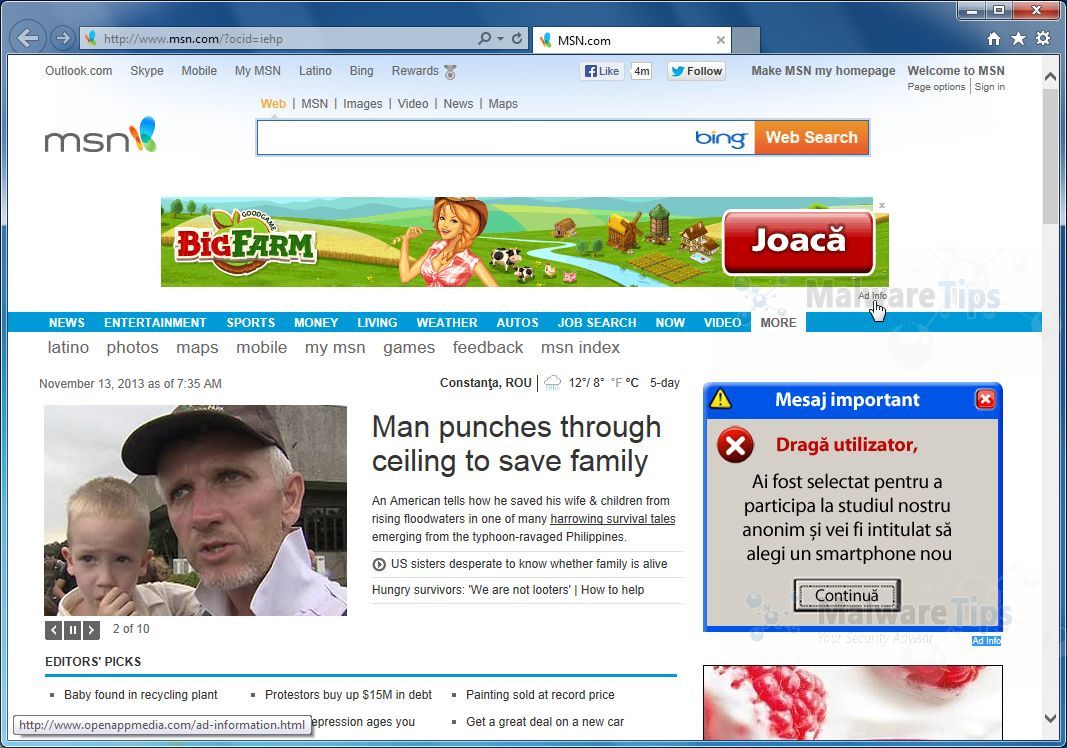 http://www.msn.com/?ocid=iehp
MSN.com
Outlook.com Skype Mobile My MSN Latino Bing Rewards
Like 4m Follow
Make MSN my homepage Welcome to MSN
Page options Sign in
Web | MSN | Images | Video | News | Maps
msn
bing Web Search
GOODGAME
BIGFARM
Joacă
Ad Info
MalwareTips
NEWS ENTERTAINMENT SPORTS MONEY LIVING WEATHER AUTOS JOB SEARCH NOW VIDEO MORE
latino photos maps mobile my msn games feedback msn index
November 13, 2013 as of 7:35 AM
Constanţa, ROU 12°/ 8° °F °C 5-day
Man punches through
ceiling to save family
An American tells how he saved his wife & children from
rising floodwaters in one of many harrowing survival tales
emerging from the typhoon-ravaged Philippines.
US sisters desperate to know whether family is alive
Hungry survivors: 'We are not looters' | How to help
2 of 10
Mesaj important
Dragă utilizator,
Ai fost selectat pentru a
participa la studiul nostru
anonim și vei fi intitulat să
alegi un smartphone nou
Continuă
MalwareTips
Your Security Advisor
Ad Info
EDITORS' PICKS
Baby found in recycling plant
Protestors buy up $15M in debt
Painting sold at record price
epression ages you
Get a great deal on a new car
http://www.openappmedia.com/ad-information.html